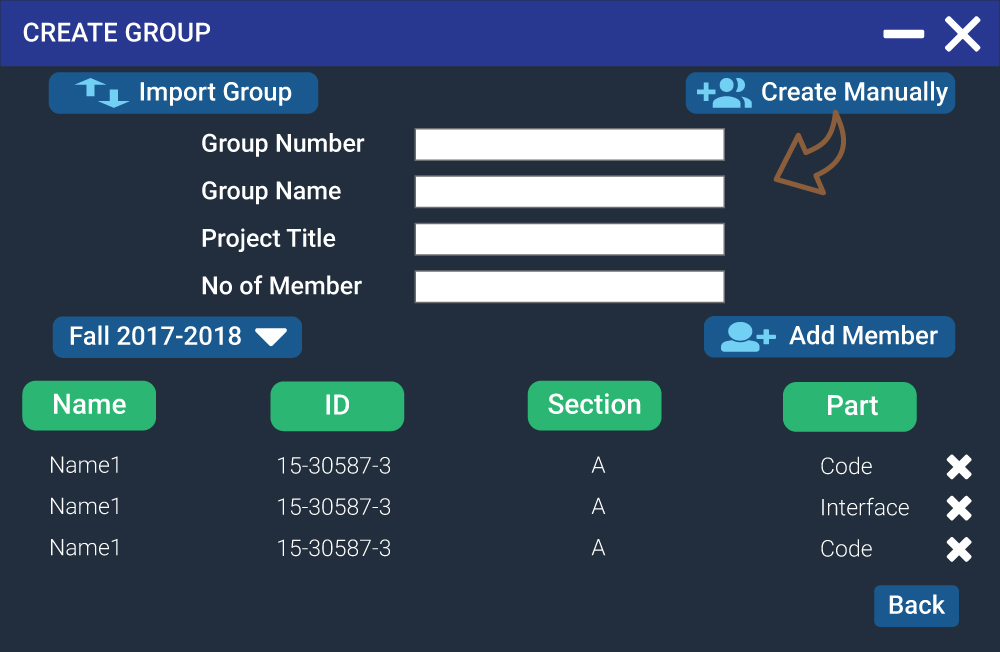 CREATE GROUP
Import Group
Create Manually
Group Number
Group Name
Project Title
No of Member
Fall 2017-2018
Add Member
Name ID Section Part
Name1 15-30587-3 A Code
Name1 15-30587-3 A Interface
Name1 15-30587-3 A Code
Back